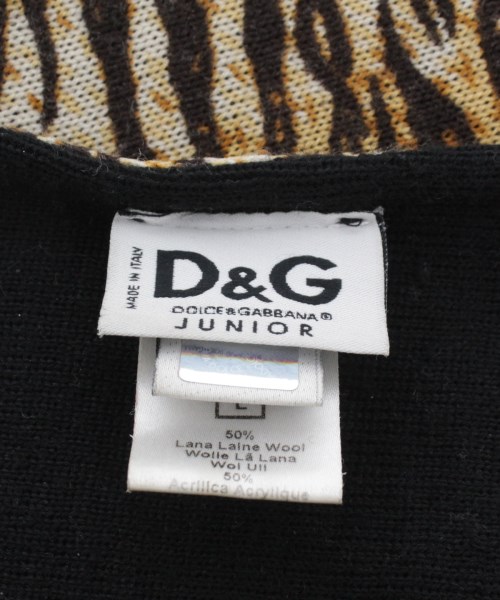 MADE IN ITALY
D&G
DOLCE&GABBANA®
JUNIOR
L
50%
Lana Laine Wool
Wolle Lã Lana
Wol Ull
50%
Acrilica Acrylique